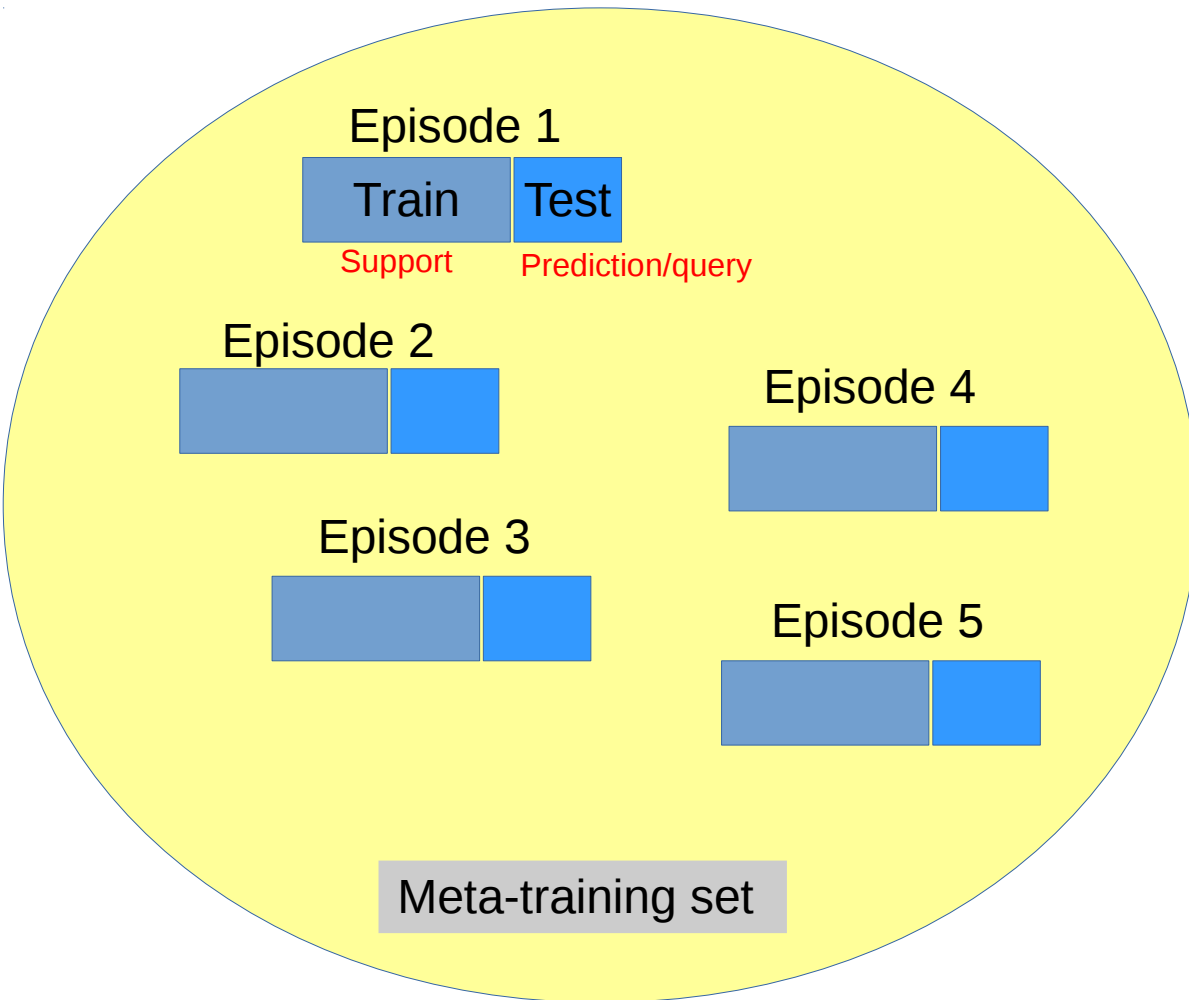 Episode 1
Train Test
Support Prediction/query
Episode 2
Episode 4
Episode 3
Episode 5
Meta-training set